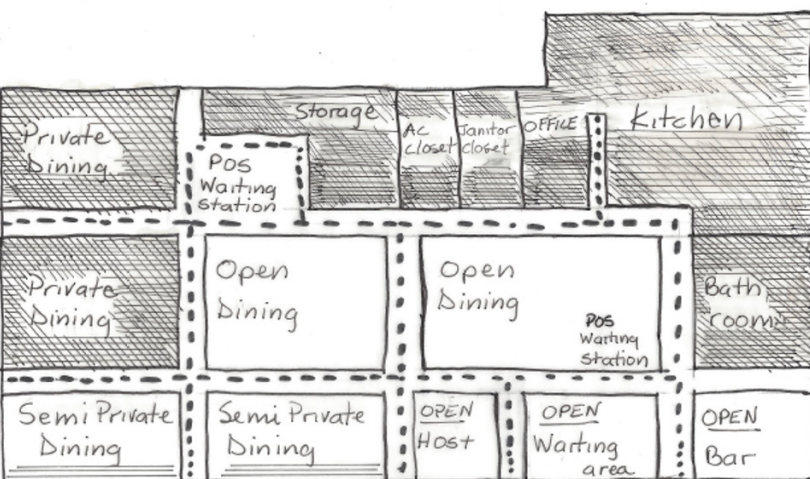 Private
Dining
Storage
AC
closet
Janitor
closet
OFFICE
Kitchen
POS
Waiting
Station
Private
Dining
Open
Dining
Open
Dining
POS
Waiting
Station
Bath
room
Semi Private
Dining
Semi Private
Dining
OPEN
Host
OPEN
Waiting
area
OPEN
Bar